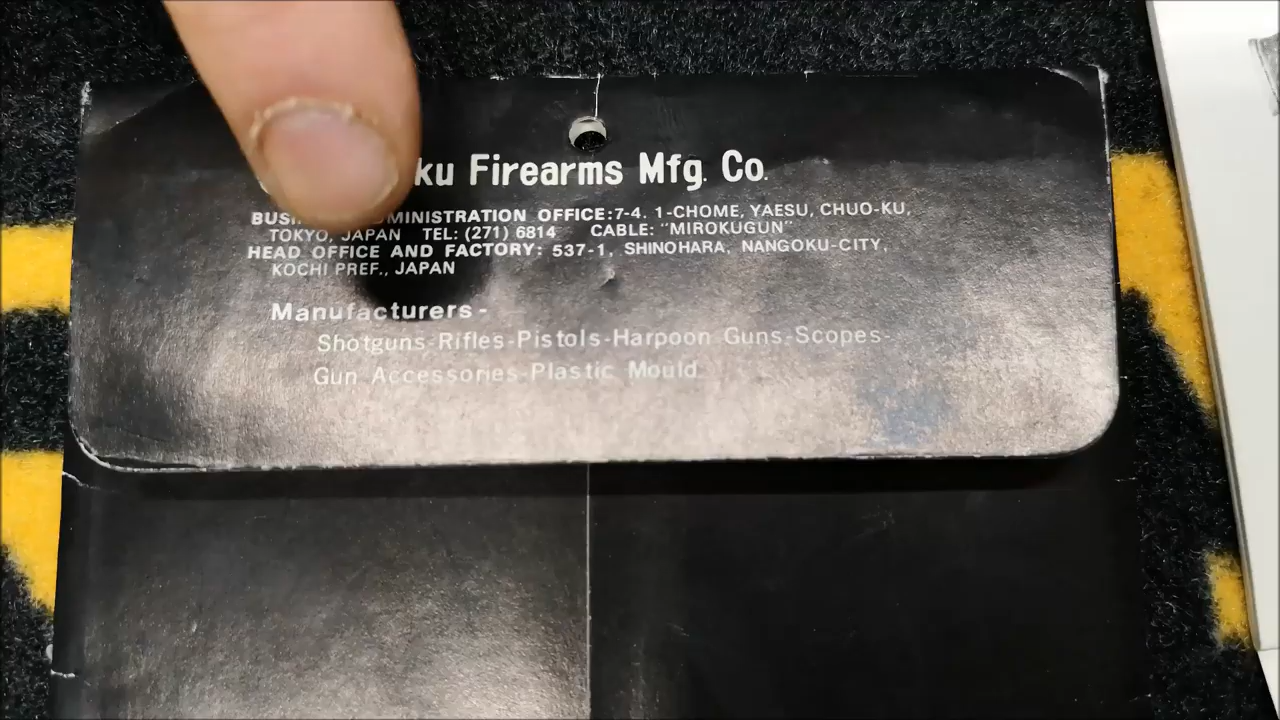 ku Firearms Mfg. Co.
BUSI MINISTRATION OFFICE:7-4. 1-CHOME, YAESU, CHUO-KU,
TOKYO, JAPAN TEL: (271) 6814 CABLE: "MIROKUGUN"
HEAD OFFICE AND FACTORY: 537-1, SHINOHARA, NANGOKU-CITY,
KOCHI PREF., JAPAN
Manufacturers-
Shotguns-Rifles-Pistols-Harpoon Guns-Scopes-
Gun Accessories-Plastic Mould.